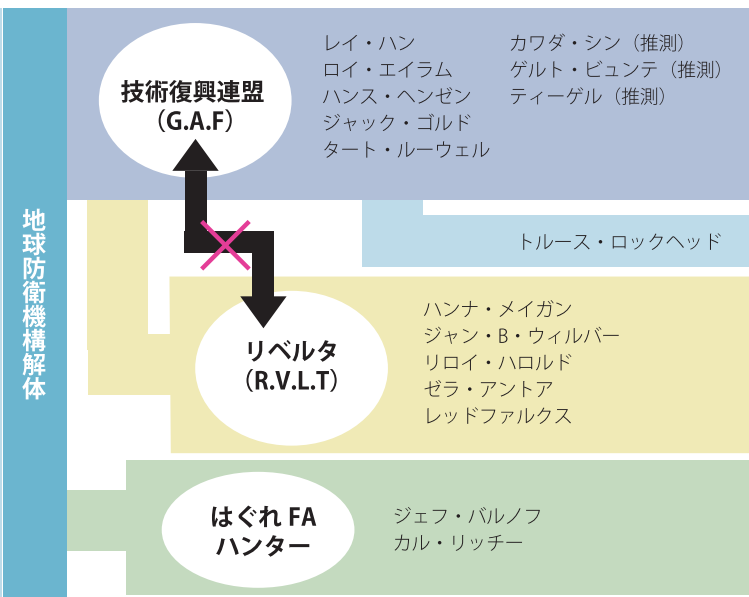 地球防衛機構解体
技術復興連盟
（G.A.F）
レイ・ハン
ロイ・エイラム
ハンス・ヘンゼン
ジャック・ゴルド
タート・ルーウェル
カワダ・シン（推測）
ゲルト・ビュンテ（推測）
ティーゲル（推測）
トルース・ロックヘッド
リベルタ
（R.V.L.T）
ハンナ・メイガン
ジャン・B・ウィルバー
リロイ・ハロルド
ゼラ・アントア
レッドファルクス
はぐれ FA
ハンター
ジェフ・バルノフ
カル・リッチー